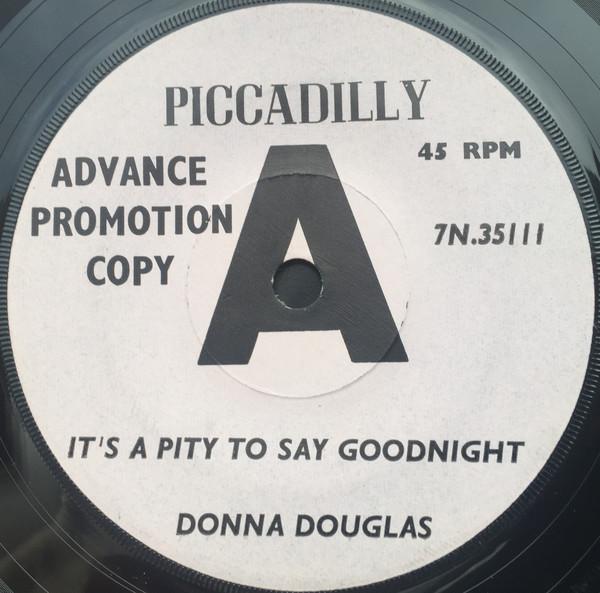 PICCADILLY
45 RPM
ADVANCE
PROMOTION
COPY
7N.35111
A
IT'S A PITY TO SAY GOODNIGHT
DONNA DOUGLAS